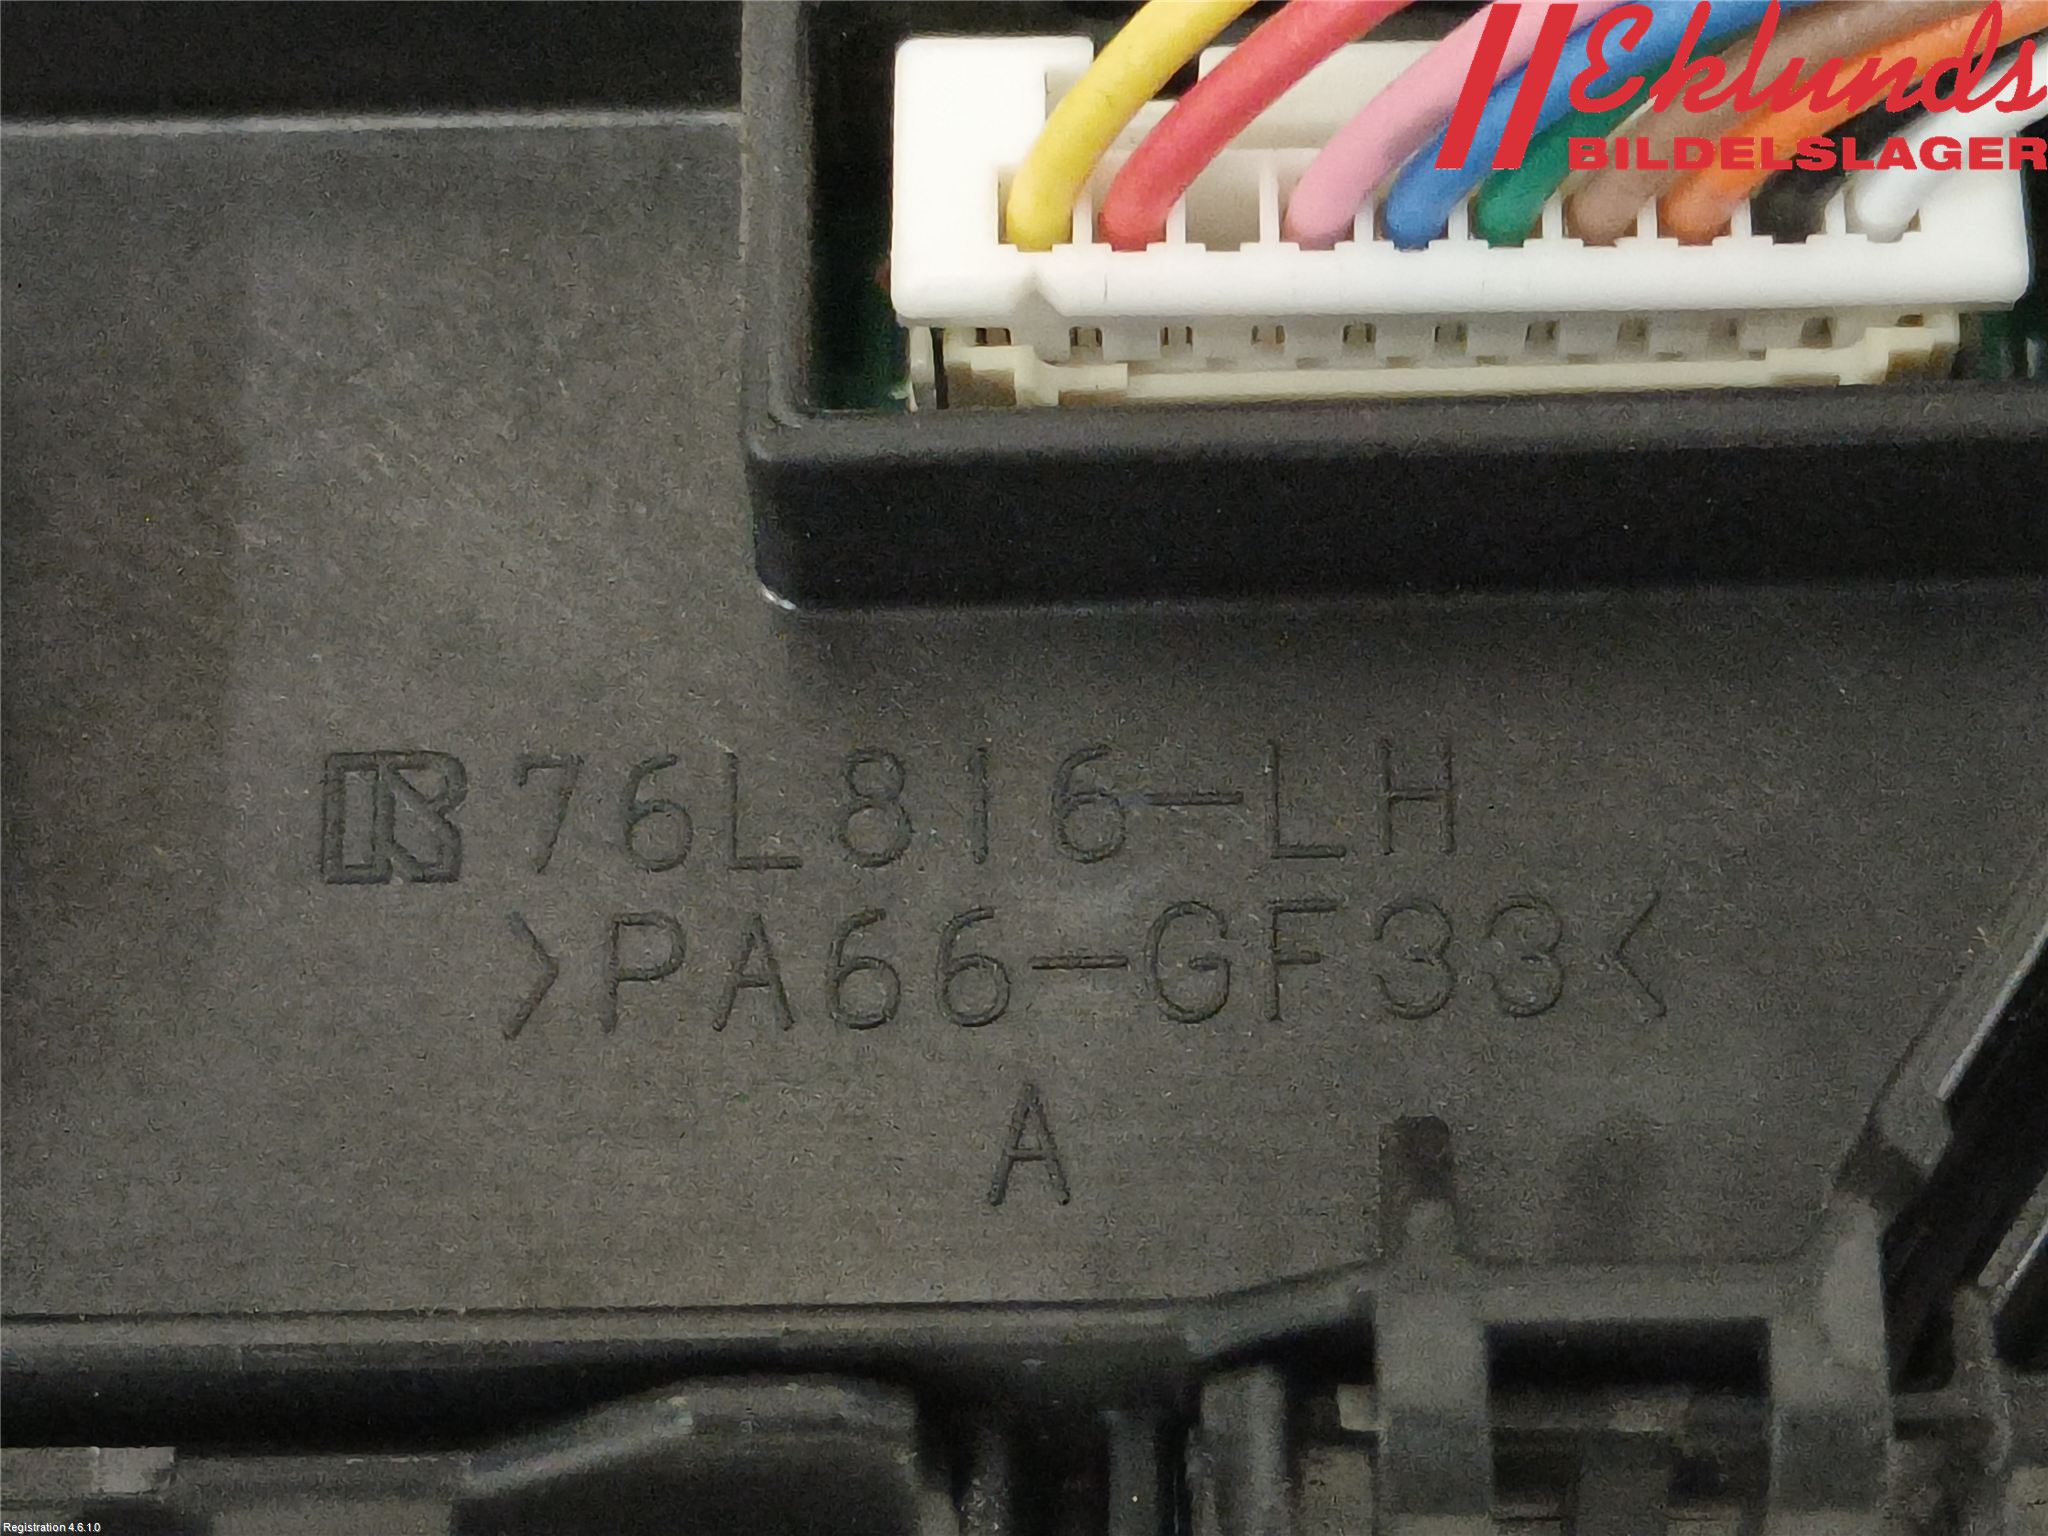 Eklunds
BILDELSLAGER
76L816-LH
>PA66-GF33<
A
Registration 4.6.1.0